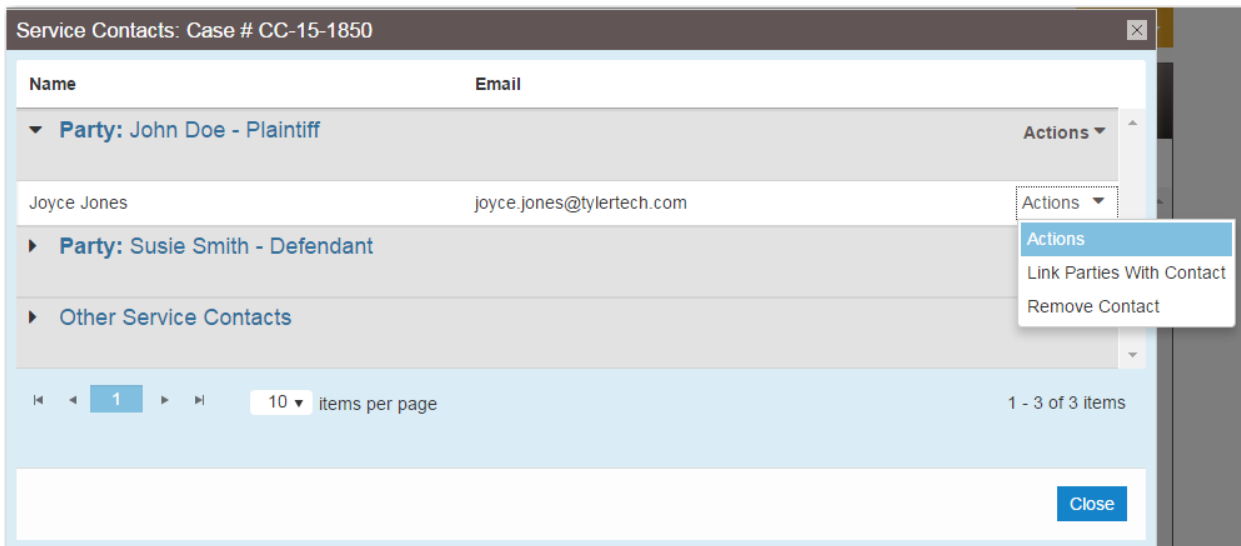 Service Contacts: Case # CC-15-1850
Name Email
Party: John Doe - Plaintiff Actions
Joyce Jones joyce.jones@tylertech.com Actions
Actions
Party: Susie Smith - Defendant
Link Parties With Contact
Remove Contact
Other Service Contacts
1 10 items per page 1 - 3 of 3 items
Close